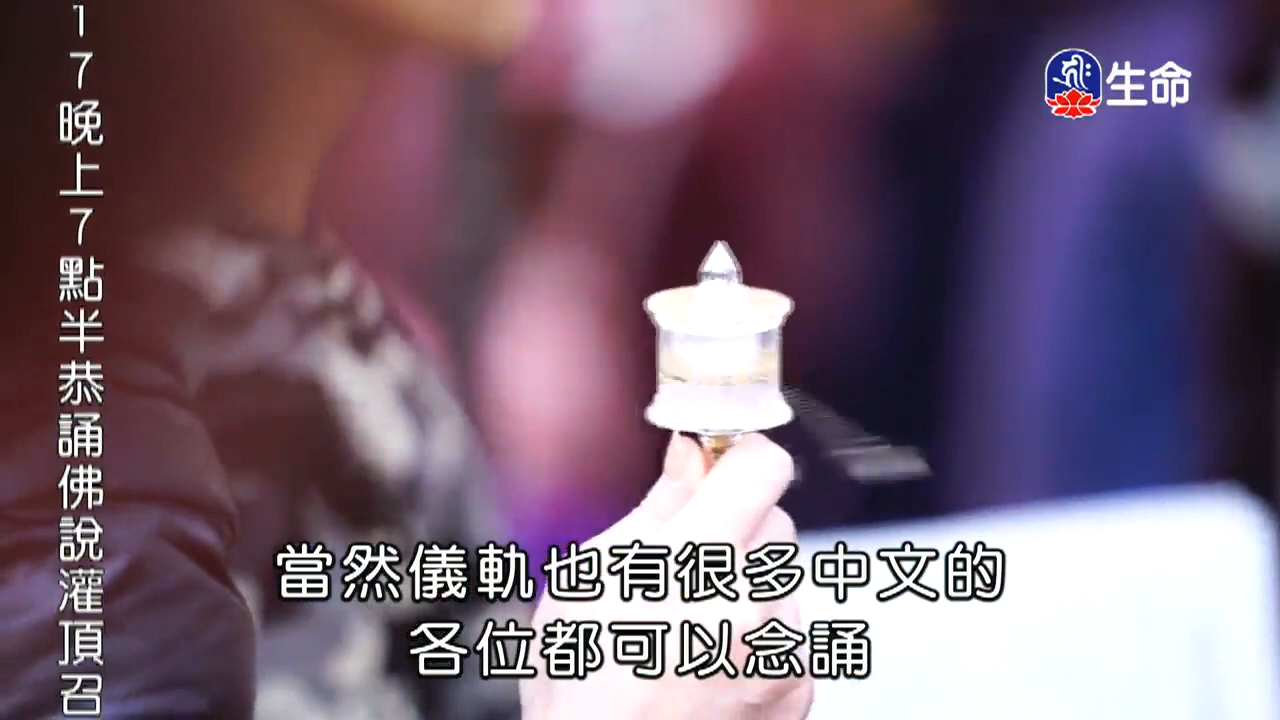 17晚上7點半恭誦佛說灌頂召
生命
當然儀軌也有很多中文的
各位都可以念誦